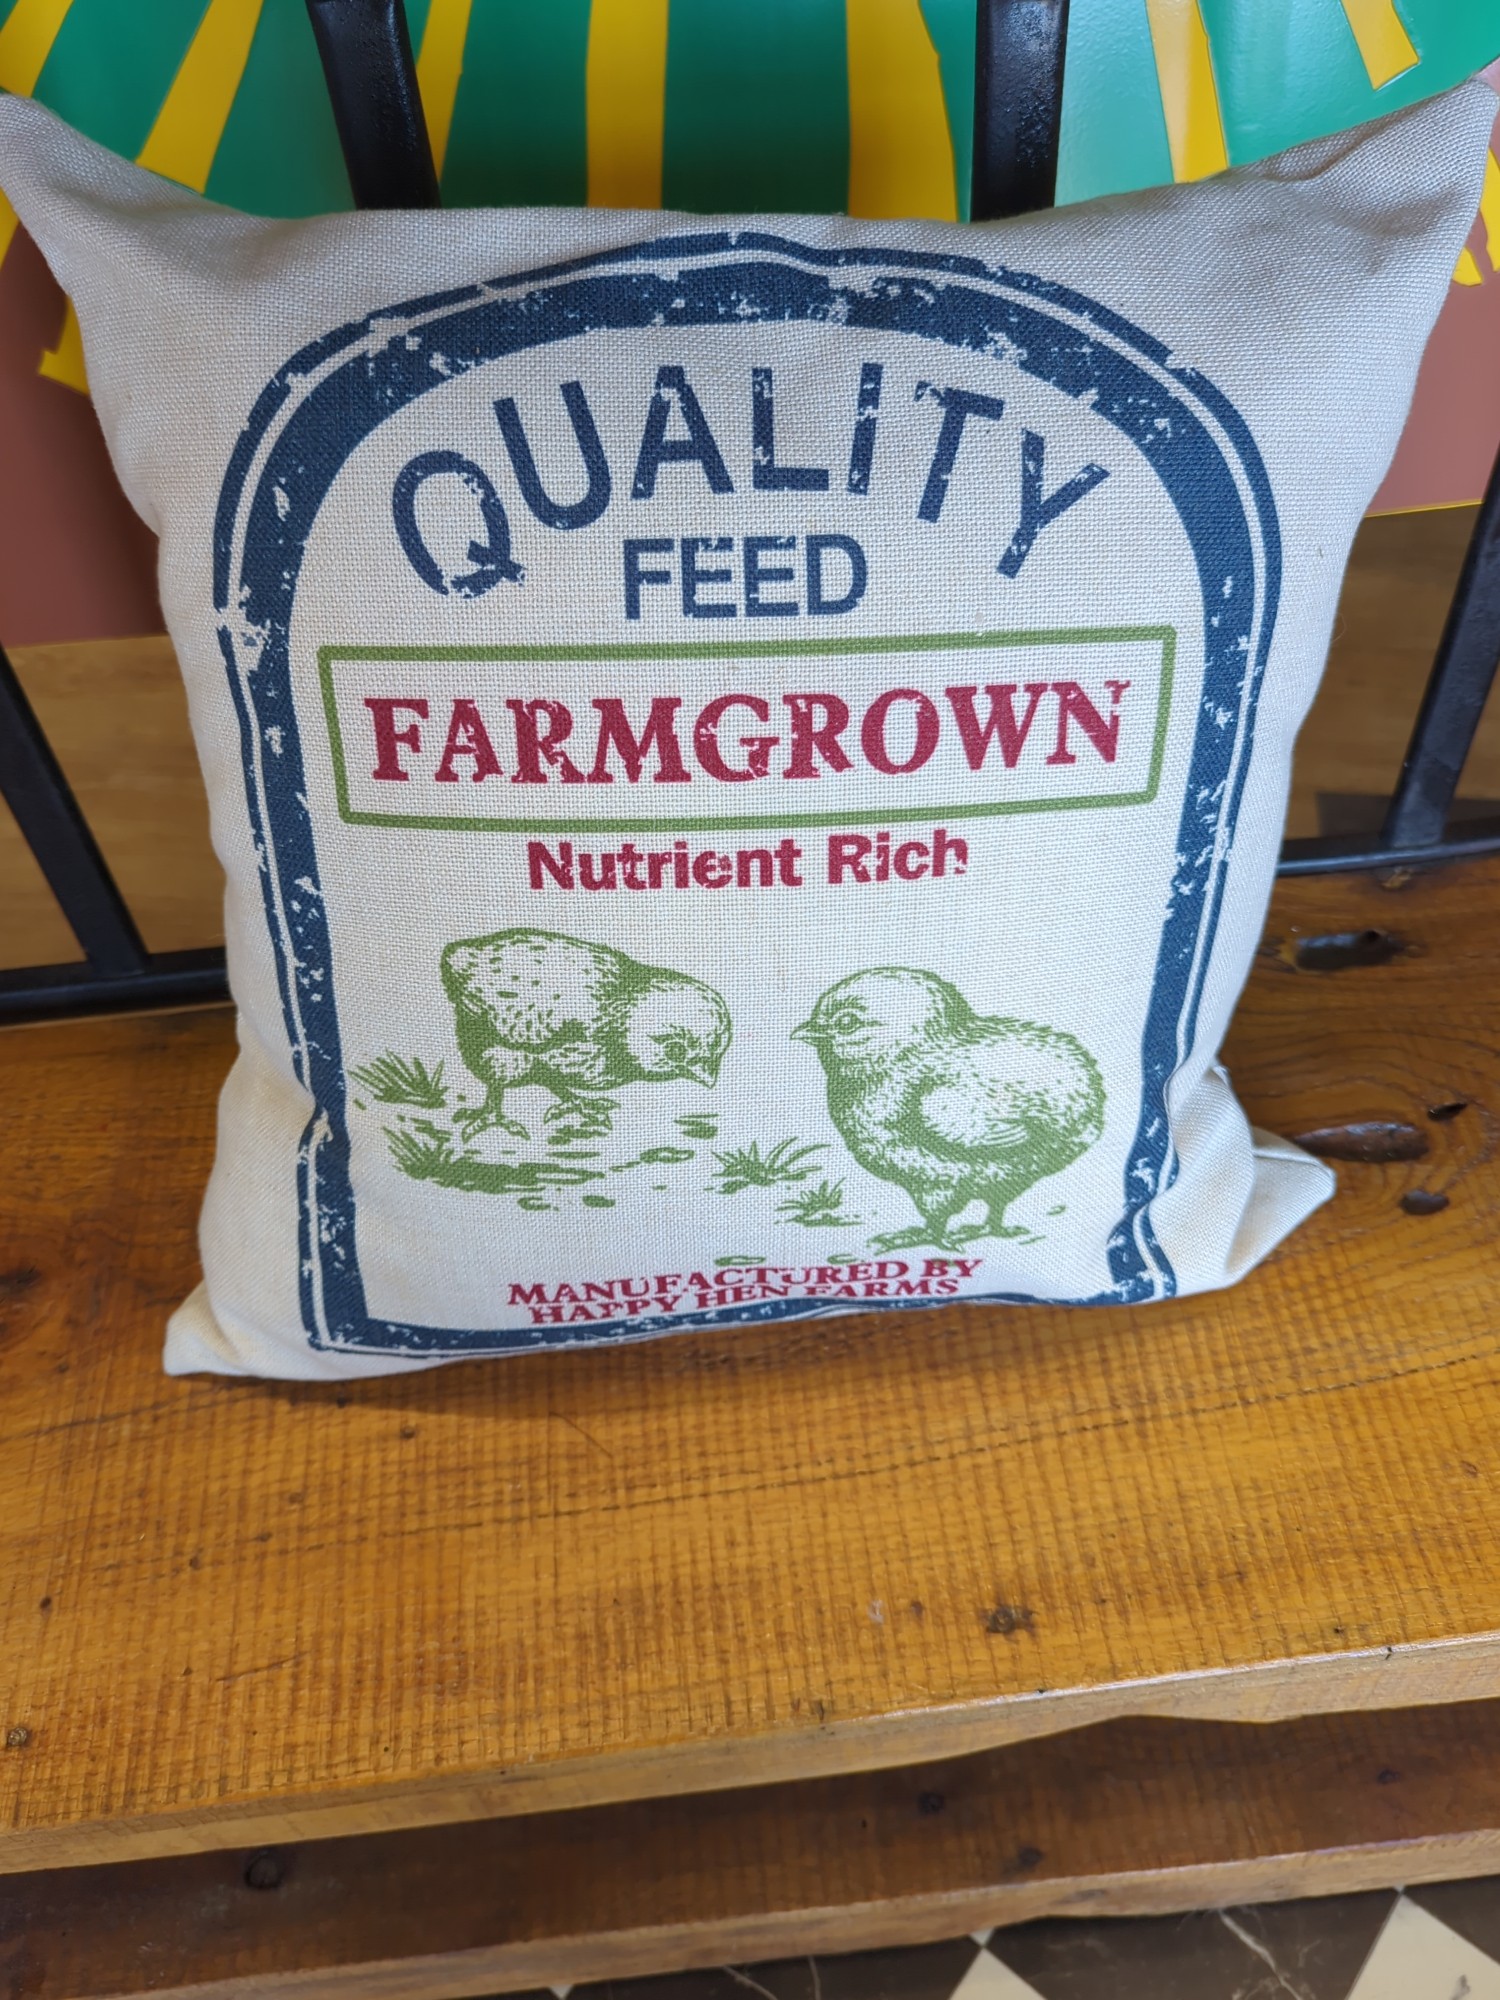 QUALITY
FEED
FARMGROWN
Nutrient Rich
MANUFACTURED BY
HAPPY HEN FARMS